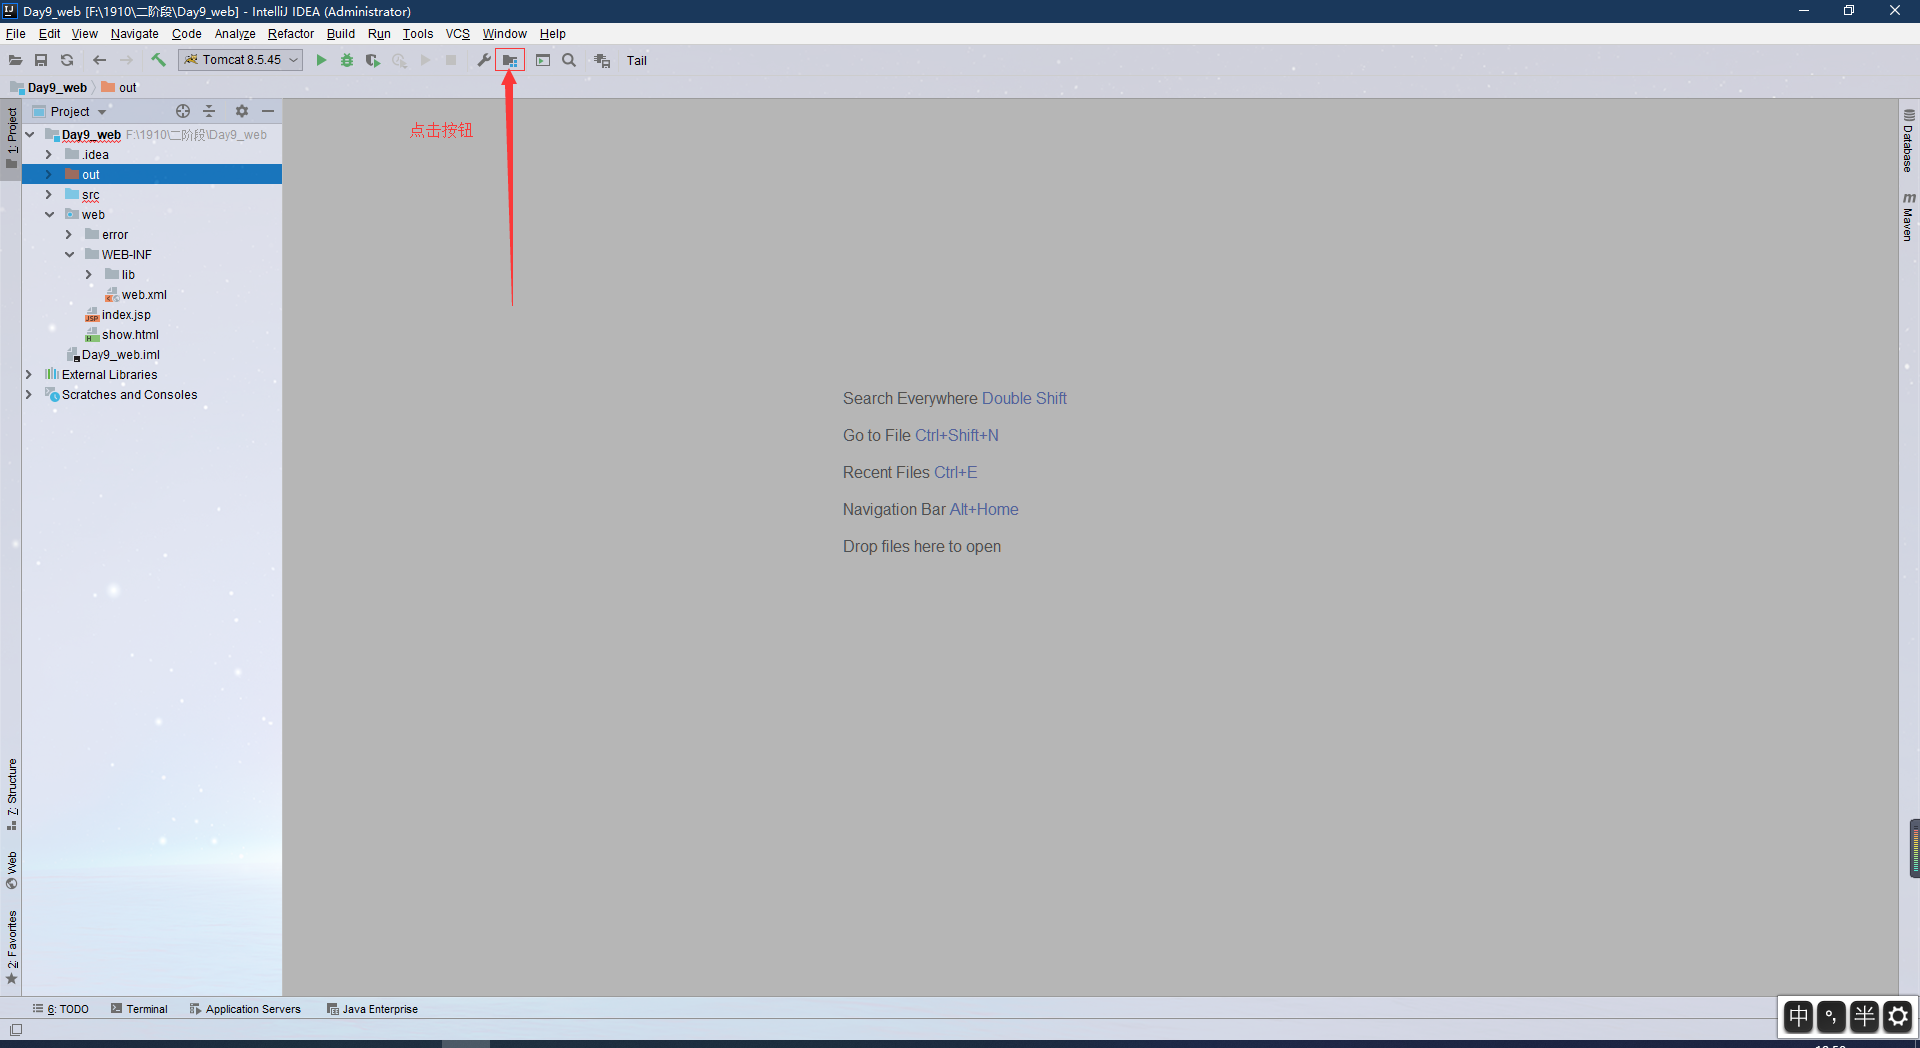 Day9_web [F:\1910\二阶段\Day9_web] - IntelliJ IDEA (Administrator)
File Edit View Navigate Code Analyze Refactor Build Run Tools VCS Window Help
Tomcat 8.5.45 Tail
Day9_web out
Project
点击按钮
Day9_web F:\1910\二阶段\Day9_web
.idea
out
src
web
error
WEB-INF
lib
web.xml
index.jsp
show.html
Day9_web.iml
External Libraries
Scratches and Consoles
Search Everywhere Double Shift
Go to File Ctrl+Shift+N
Recent Files Ctrl+E
Navigation Bar Alt+Home
Drop files here to open
1: Project
7: Structure
Web
2: Favorites
Database
m Maven
6: TODO Terminal Application Servers Java Enterprise
中 °, 半